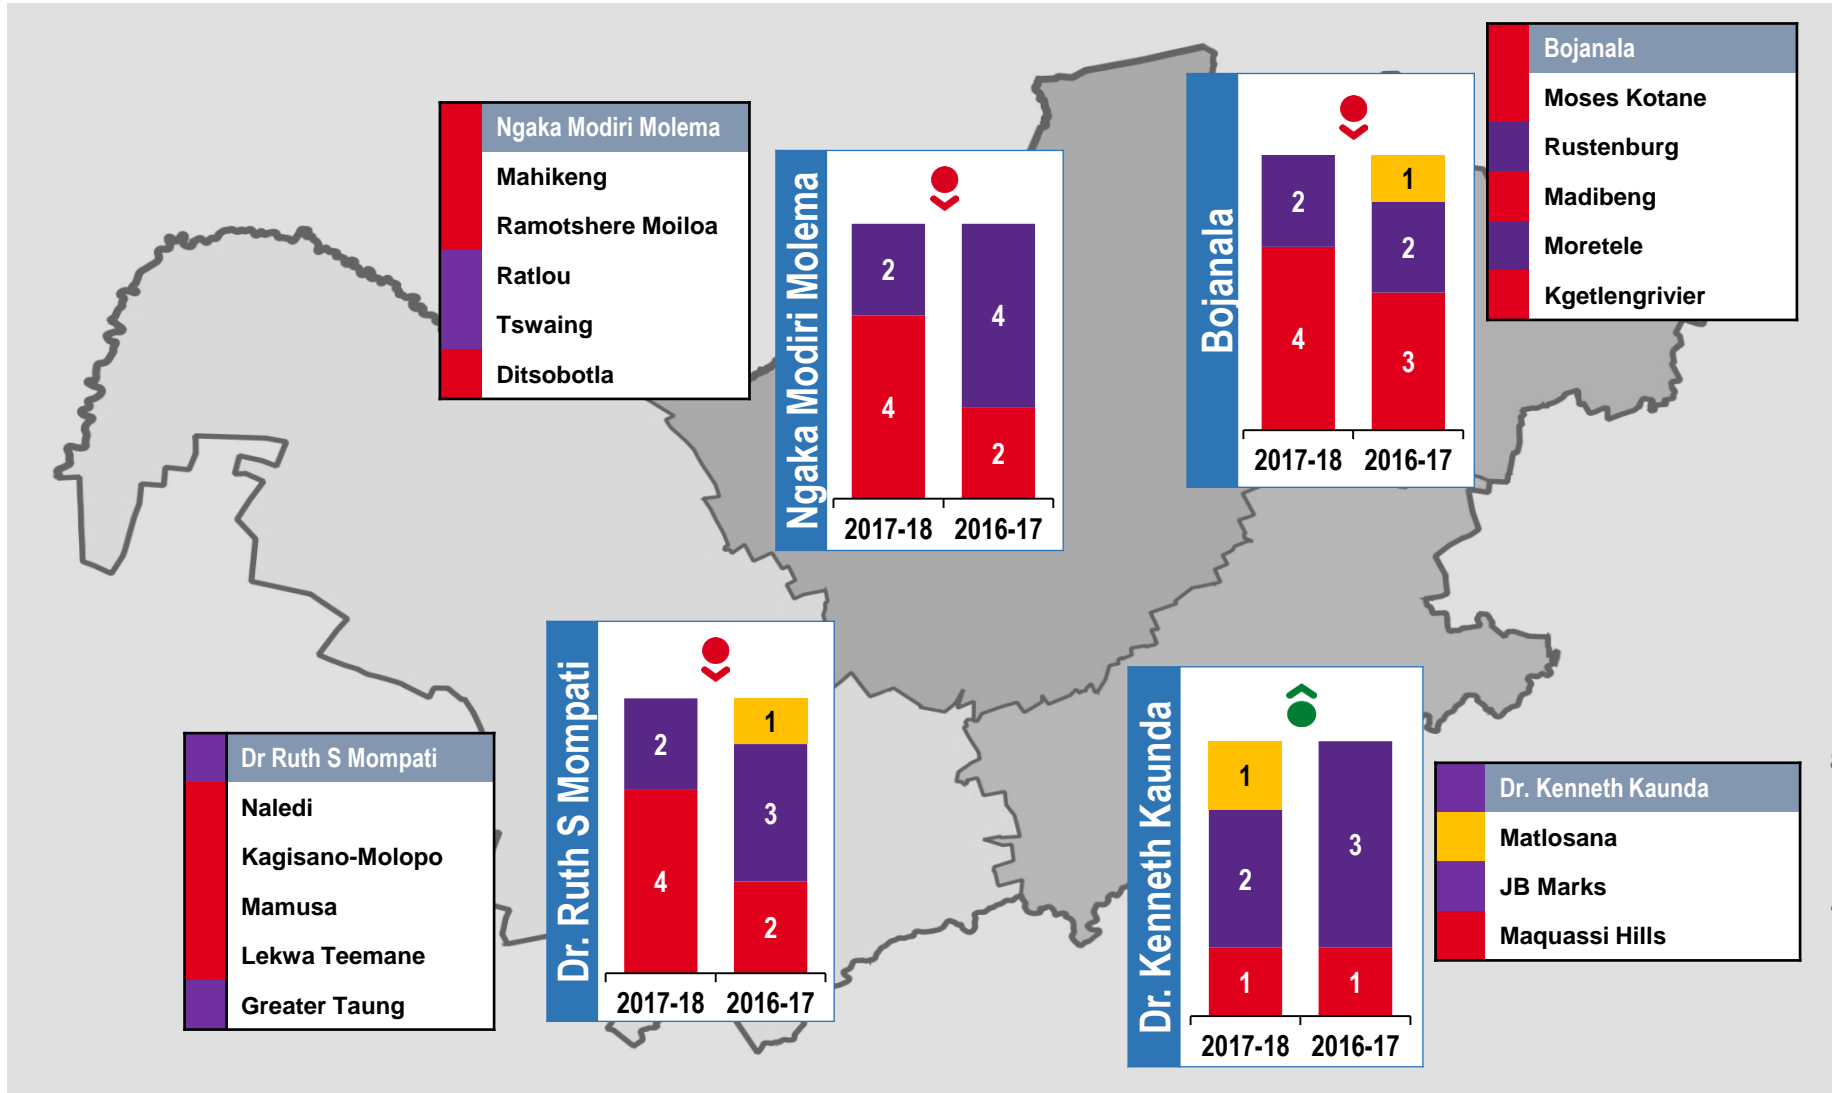 Ngaka Modiri Molema
Mahikeng
Ramotshere Moiloa
Ratlou
Tswaing
Ditsobotla
Ngaka Modiri Molema
2
4
4
2
2017-18
2016-17
Bojanala
2
4
1
2
3
2017-18
2016-17
Bojanala
Moses Kotane
Rustenburg
Madibeng
Moretele
Kgetlengrivier
Dr Ruth S Mompati
Naledi
Kagisano-Molopo
Mamusa
Lekwa Teemane
Greater Taung
Dr. Ruth S Mompati
2
4
1
3
2
2017-18
2016-17
Dr. Kenneth Kaunda
1
2
1
3
1
2017-18
2016-17
Dr. Kenneth Kaunda
Matlosana
JB Marks
Maquassi Hills